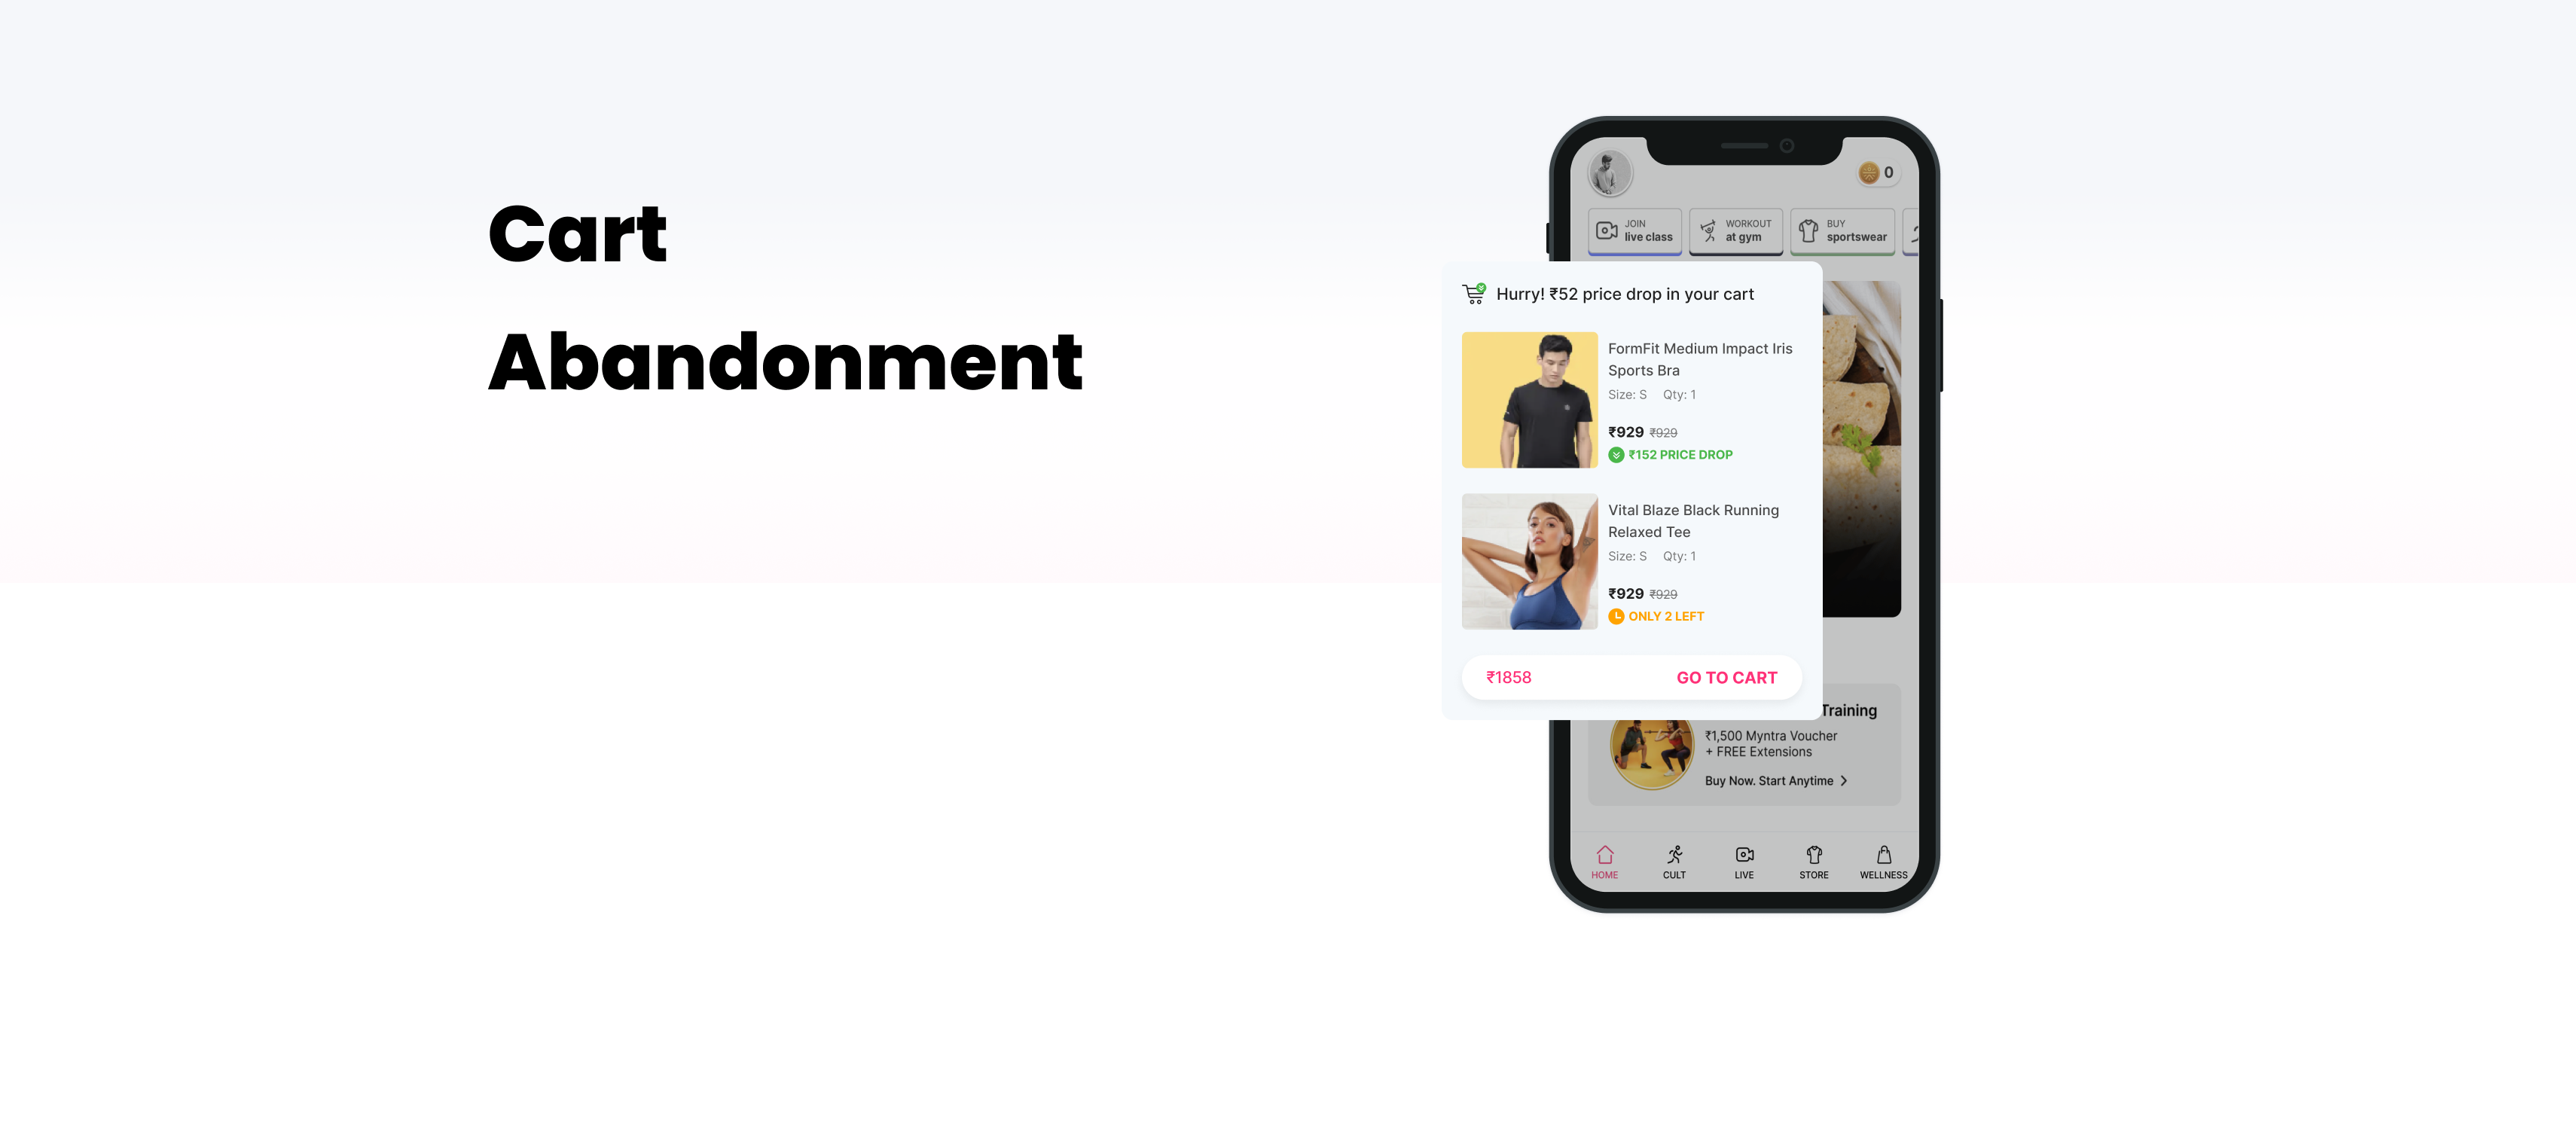 Cart
Abandonment
0
JOIN
live class
WORKOUT
at gym
BUY
sportswear
Hurry! ₹52 price drop in your cart
FormFit Medium Impact Iris
Sports Bra
Size: S Qty: 1
₹929 ₹929
₹152 PRICE DROP
Vital Blaze Black Running
Relaxed Tee
Size: S Qty: 1
₹929 ₹929
ONLY 2 LEFT
₹1858 GO TO CART
Training
₹1,500 Myntra Voucher
+ FREE Extensions
Buy Now. Start Anytime
HOME CULT LIVE STORE WELLNESS